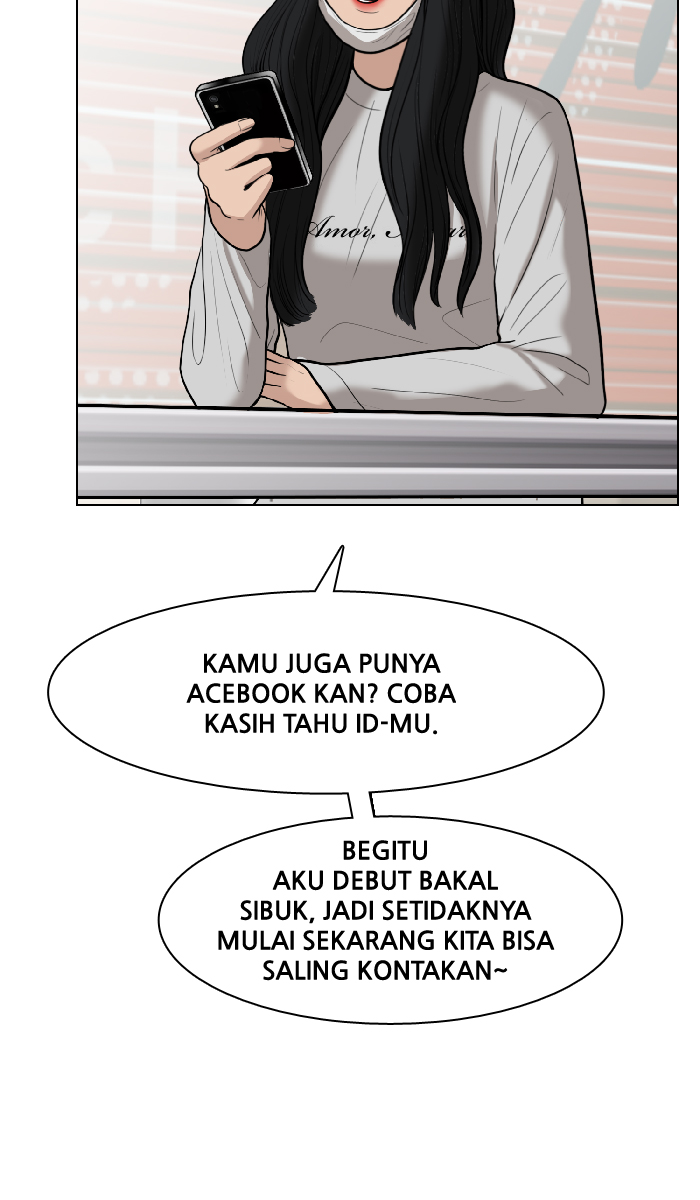 Amor,
KAMU JUGA PUNYA
ACEBOOK KAN? COBA
KASIH TAHU ID-MU.
BEGITU
AKU DEBUT BAKAL
SIBUK, JADI SETIDAKNYA
MULAI SEKARANG KITA BISA
SALING KONTAKAN~